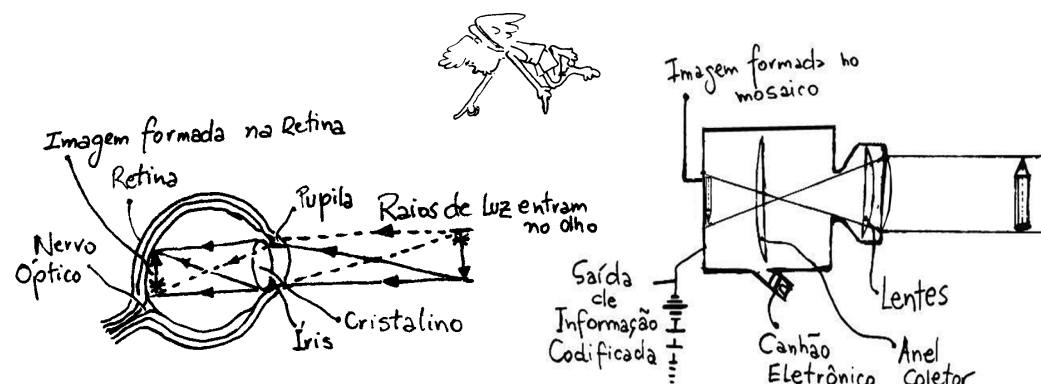 Imagem formada na Retina
Retina
Nervo
Óptico
Pupila
Raios de Luz entram
no olho
Cristalino
Íris
Imagem formada no
mosaico
Saída
de
Informação
Codificada
Canhão
Eletrônico
Anel
Coletor
Lentes